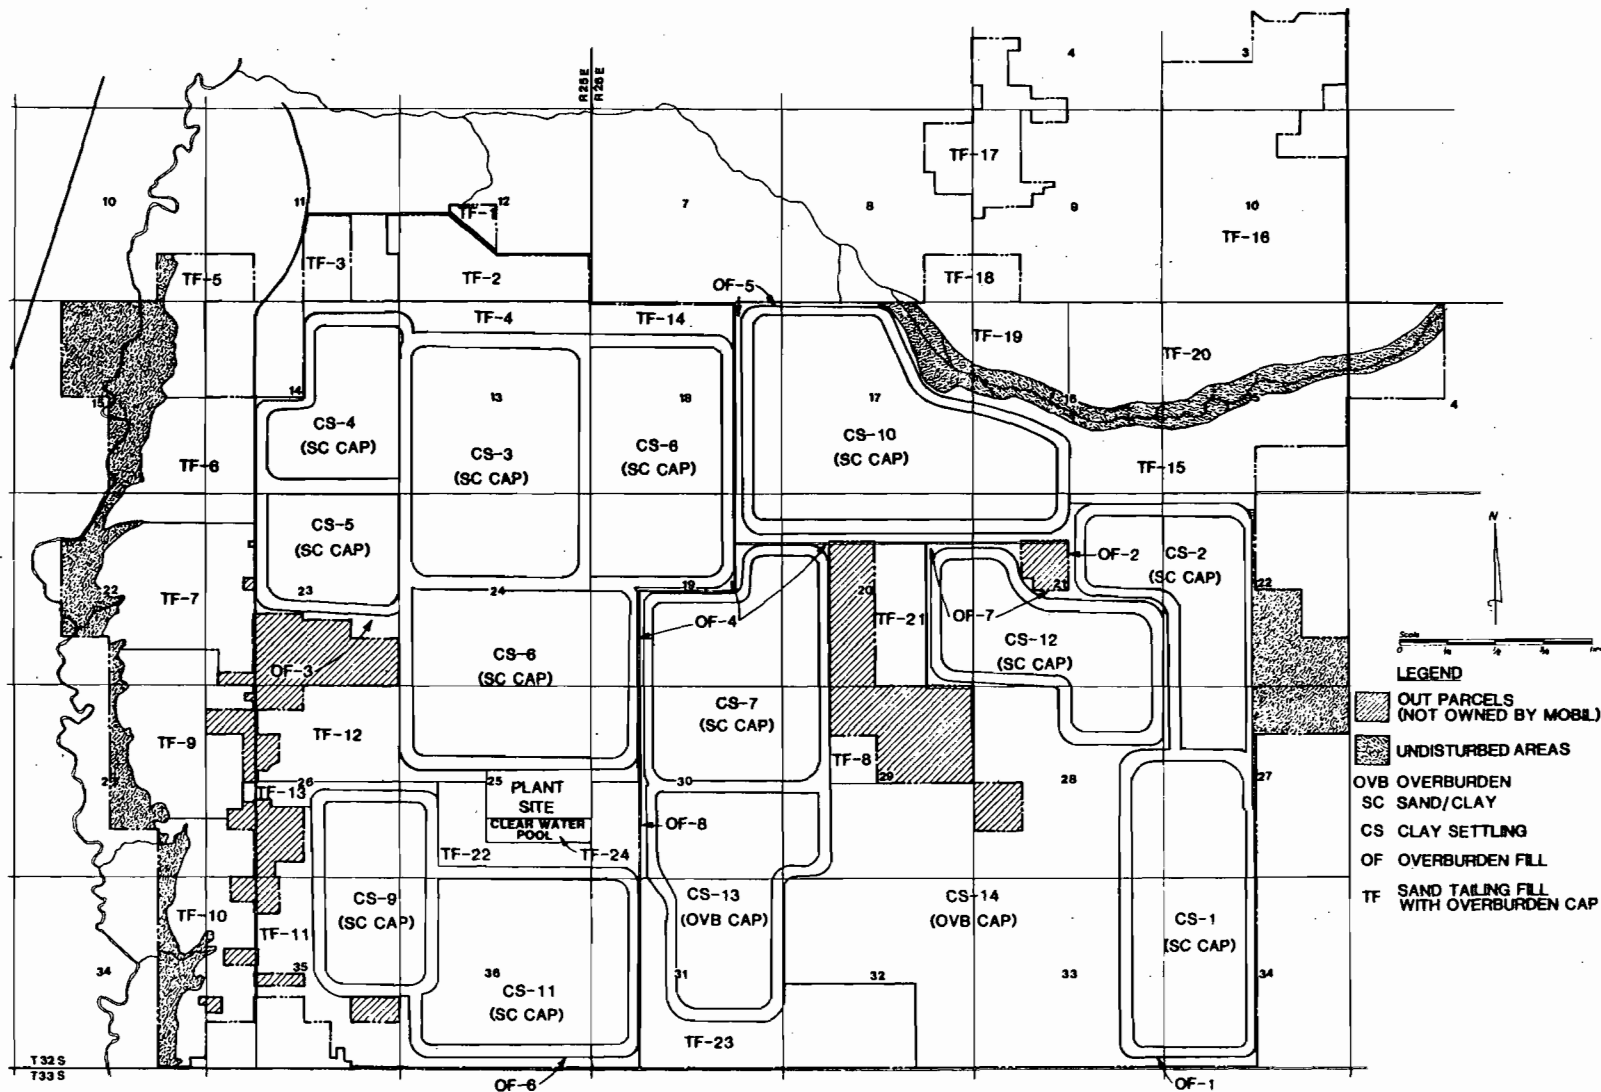 4
3
R25E
R26E
TF-17
10
11
TF-1
12
7
8
9
10
TF-16
TF-5
TF-3
TF-2
OF-5
TF-18
TF-4
TF-14
TF-19
TF-20
14
13
18
17
16
15
4
15
CS-4
(SC CAP)
CS-3
(SC CAP)
CS-8
(SC CAP)
CS-10
(SC CAP)
TF-6
TF-15
N
CS-5
(SC CAP)
OF-2
CS-2
(SC CAP)
22
TF-7
23
24
19
20
21
22
OF-4
TF-21
OF-7
CS-12
(SC CAP)
Scale
0
OF-3
CS-6
(SC CAP)
LEGEND
OUT PARCELS
(NOT OWNED BY MOBIL)
CS-7
(SC CAP)
TF-9
TF-12
TF-8
UNDISTURBED AREAS
26
25
30
29
28
27
TF-13
PLANT
SITE
CLEAR WATER
POOL
OVB OVERBURDEN
SC SAND/CLAY
OF-8
CS CLAY SETTLING
TF-22
TF-24
OF OVERBURDEN FILL
CS-9
(SC CAP)
CS-13
(OVB CAP)
CS-14
(OVB CAP)
TF SAND TAILING FILL
WITH OVERBURDEN CAP
TF-10
TF-11
CS-1
(SC CAP)
34
35
36
31
32
33
34
CS-11
(SC CAP)
TF-23
T32S
T33S
OF-6
OF-1